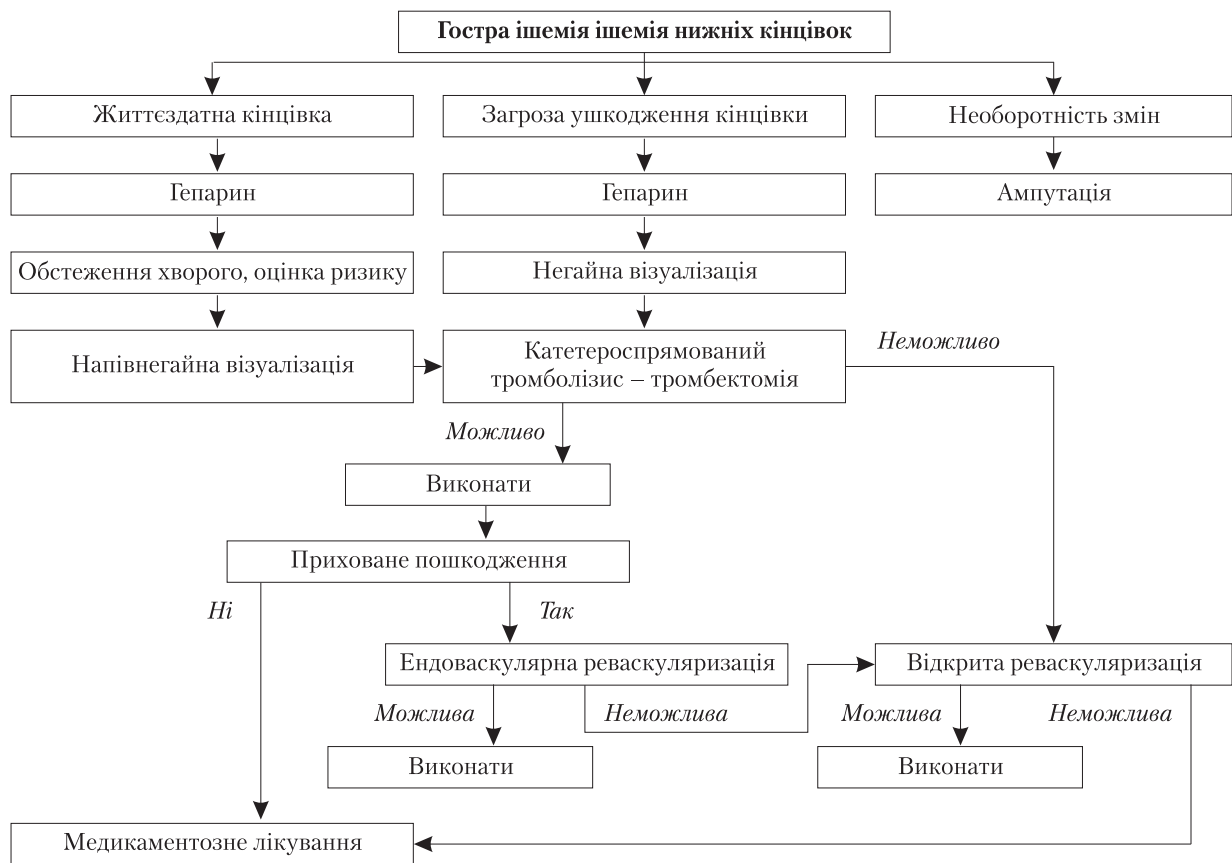 Гостра ішемія ішемія нижніх кінцівок
Життєздатна кінцівка
Загроза ушкодження кінцівки
Необоротність змін
Гепарин
Гепарин
Ампутація
Обстеження хворого, оцінка ризику
Негайна візуалізація
Напівнегайна візуалізація
Катетероспрямований
тромболізис – тромбектомія
Неможливо
Можливо
Виконати
Приховане пошкодження
Ні
Так
Ендоваскулярна реваскуляризація
Відкрита реваскуляризація
Можлива
Неможлива
Можлива
Неможлива
Виконати
Виконати
Медикаментозне лікування